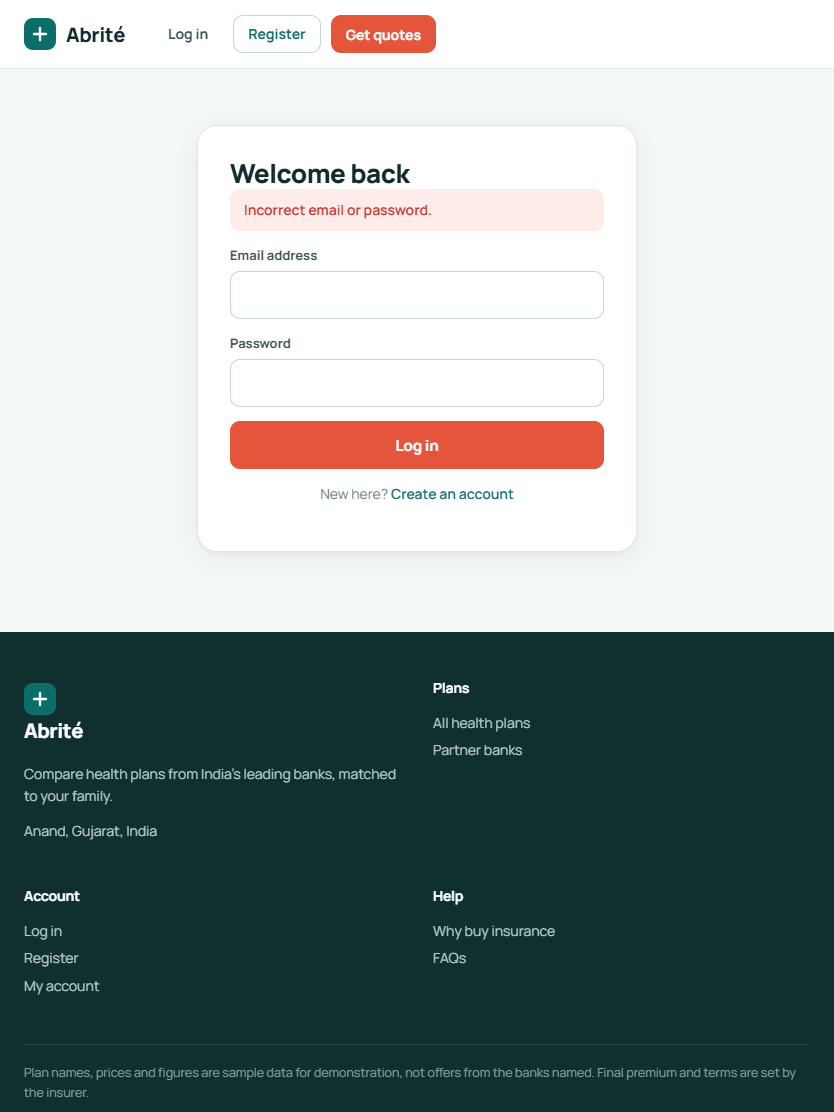 Abrité
Log in
Register
Get quotes
Welcome back
Incorrect email or password.
Email address
Password
Log in
New here? Create an account
Abrité
Compare health plans from India's leading banks, matched
to your family.
Anand, Gujarat, India
Plans
All health plans
Partner banks
Account
Log in
Register
My account
Help
Why buy insurance
FAQs
Plan names, prices and figures are sample data for demonstration, not offers from the banks named. Final premium and terms are set by
the insurer.